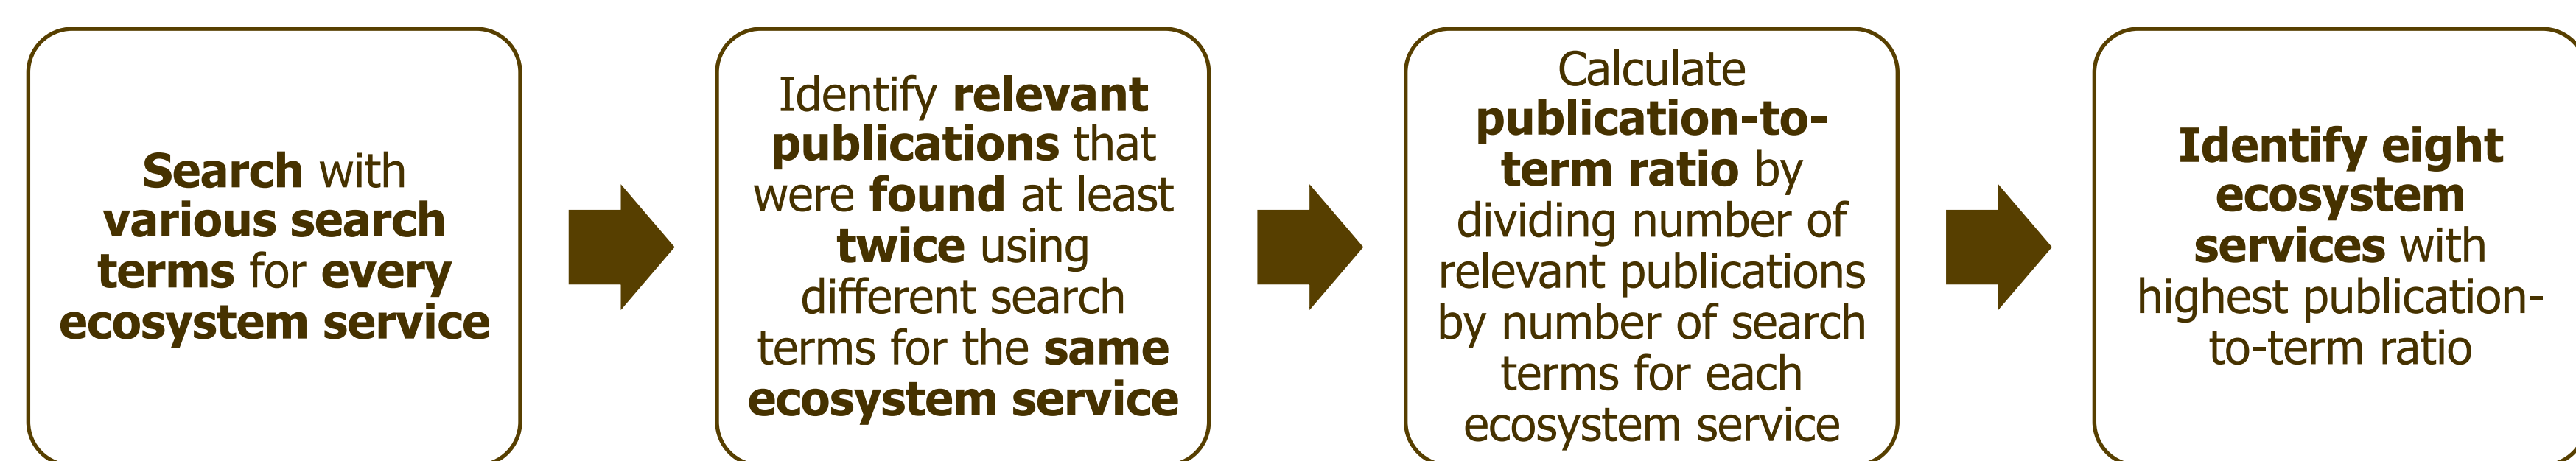 Search with
various search
terms for every
ecosystem service
Identify relevant
publications that
were found at least
twice using
different search
terms for the same
ecosystem service
Calculate
publication-to-
term ratio by
dividing number of
relevant publications
by number of search
terms for each
ecosystem service
Identify eight
ecosystem
services with
highest publication-
to-term ratio